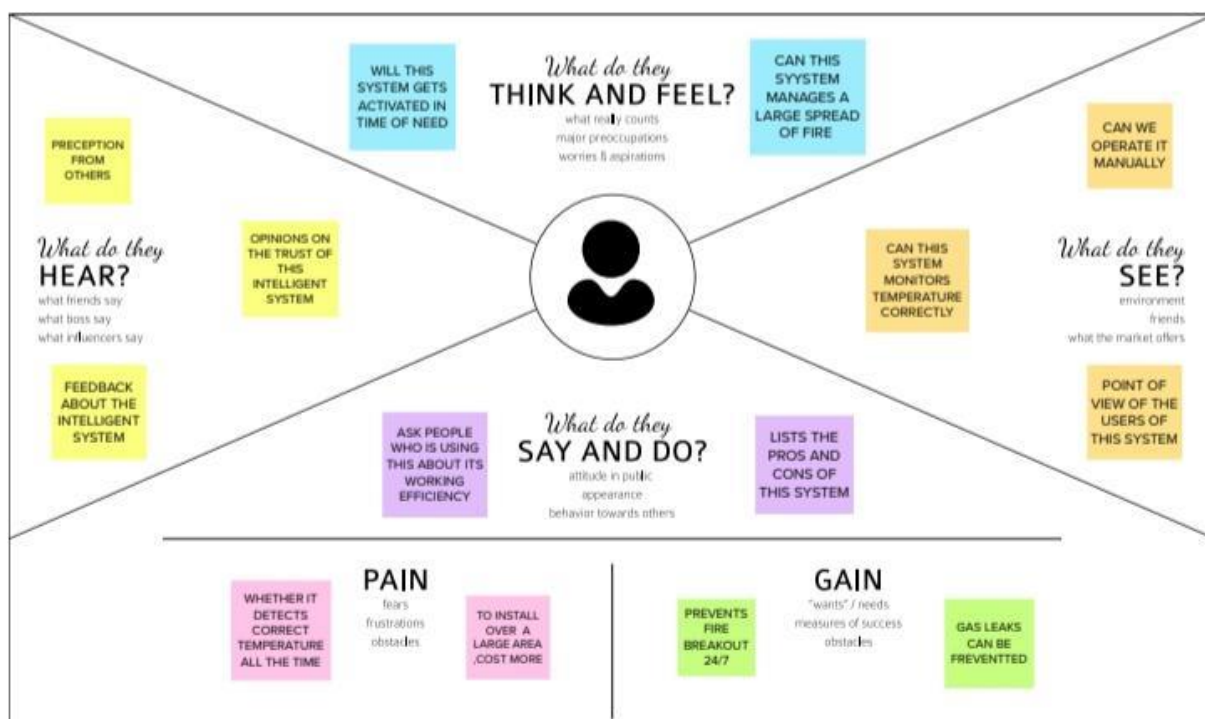 What do they
THINK AND FEEL?
what really counts
major preoccupations
worries & aspirations
WILL THIS
SYSTEM GETS
ACTIVATED IN
TIME OF NEED
CAN THIS
SYYSTEM
MANAGES A
LARGE SPREAD
OF FIRE
PRECEPTION
FROM
OTHERS
What do they
HEAR?
what friends say
what boss say
what influencers say
OPINIONS ON
THE TRUST OF
THIS
INTELLIGENT
SYSTEM
FEEDBACK
ABOUT THE
INTELLIGENT
SYSTEM
CAN WE
OPERATE IT
MANUALLY
CAN THIS
SYSTEM
MONITORS
TEMPERATURE
CORRECTLY
What do they
SEE?
environment
friends
what the market offers
POINT OF
VIEW OF THE
USERS OF
THIS SYSTEM
ASK PEOPLE
WHO IS USING
THIS ABOUT ITS
WORKING
EFFICIENCY
What do they
SAY AND DO?
attitude in public
appearance
behavior towards others
LISTS THE
PROS AND
CONS OF
THIS SYSTEM
WHETHER IT
DETECTS
CORRECT
TEMPERATURE
ALL THE TIME
PAIN
fears
frustrations
obstacles
TO INSTALL
OVER A
LARGE AREA
,COST MORE
PREVENTS
FIRE
BREAKOUT
24/7
GAIN
"wants" / needs
measures of success
obstacles
GAS LEAKS
CAN BE
FREVENTTED